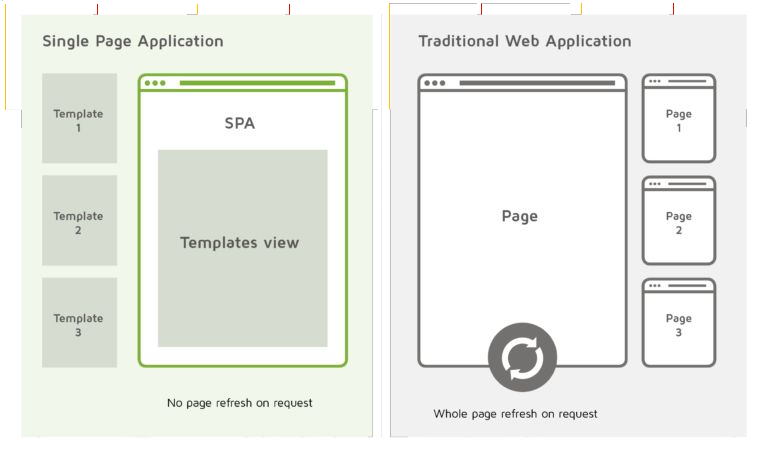 Single Page Application
Template
1
Template
2
Template
3
SPA
Templates view
No page refresh on request
Traditional Web Application
Page
Page
1
Page
2
Page
3
Whole page refresh on request